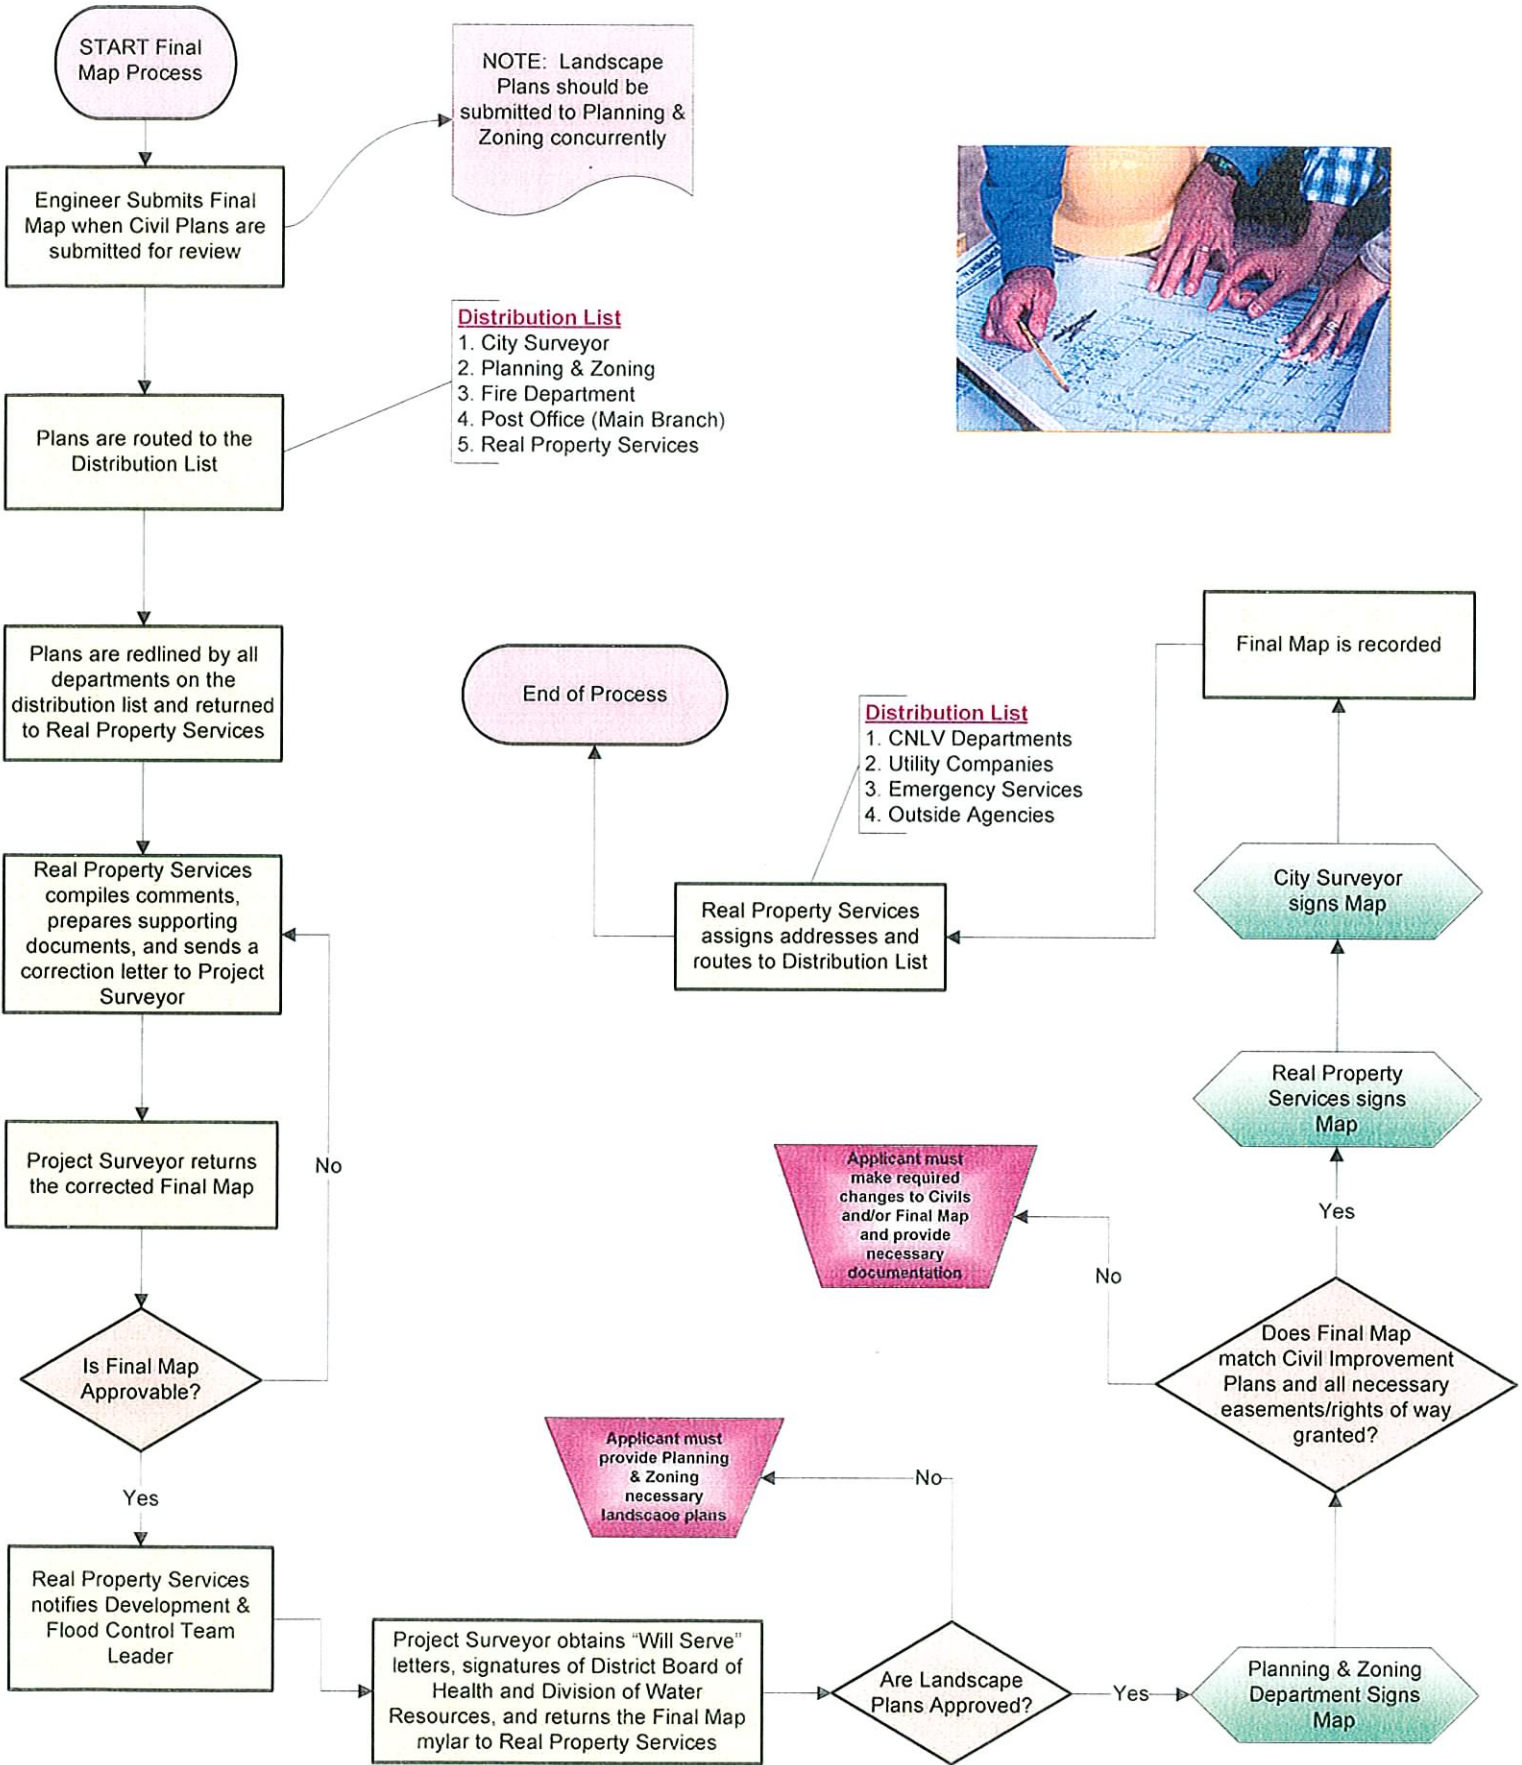 START Final
Map Process
NOTE: Landscape
Plans should be
submitted to Planning &
Zoning concurrently
Engineer Submits Final
Map when Civil Plans are
submitted for review
Distribution List
1. City Surveyor
2. Planning & Zoning
3. Fire Department
4. Post Office (Main Branch)
5. Real Property Services
Plans are routed to the
Distribution List
Plans are redlined by all
departments on the
distribution list and returned
to Real Property Services
Real Property Services
compiles comments,
prepares supporting
documents, and sends a
correction letter to Project
Surveyor
Project Surveyor returns
the corrected Final Map
No
Is Final Map
Approvable?
Yes
Real Property Services
notifies Development &
Flood Control Team
Leader
Project Surveyor obtains “Will Serve”
letters, signatures of District Board of
Health and Division of Water
Resources, and returns the Final Map
mylar to Real Property Services
Are Landscape
Plans Approved?
No
Applicant must
provide Planning
& Zoning
necessary
landscape plans
Yes
Planning & Zoning
Department Signs
Map
Does Final Map
match Civil Improvement
Plans and all necessary
easements/rights of way
granted?
No
Applicant must
make required
changes to Civils
and/or Final Map
and provide
necessary
documentation
Yes
Real Property
Services signs
Map
City Surveyor
signs Map
Final Map is recorded
Real Property Services
assigns addresses and
routes to Distribution List
Distribution List
1. CNLV Departments
2. Utility Companies
3. Emergency Services
4. Outside Agencies
End of Process